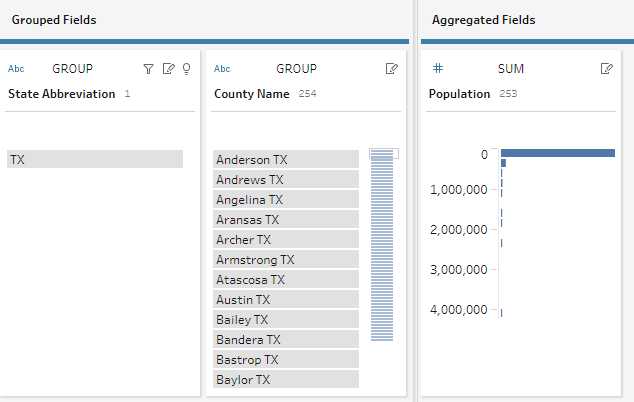 Grouped Fields
Aggregated Fields
Abc GROUP
State Abbreviation 1
TX
Abc GROUP
County Name 254
Anderson TX
Andrews TX
Angelina TX
Aransas TX
Archer TX
Armstrong TX
Atascosa TX
Austin TX
Bailey TX
Bandera TX
Bastrop TX
Baylor TX
# SUM
Population 253
0
1,000,000
2,000,000
3,000,000
4,000,000